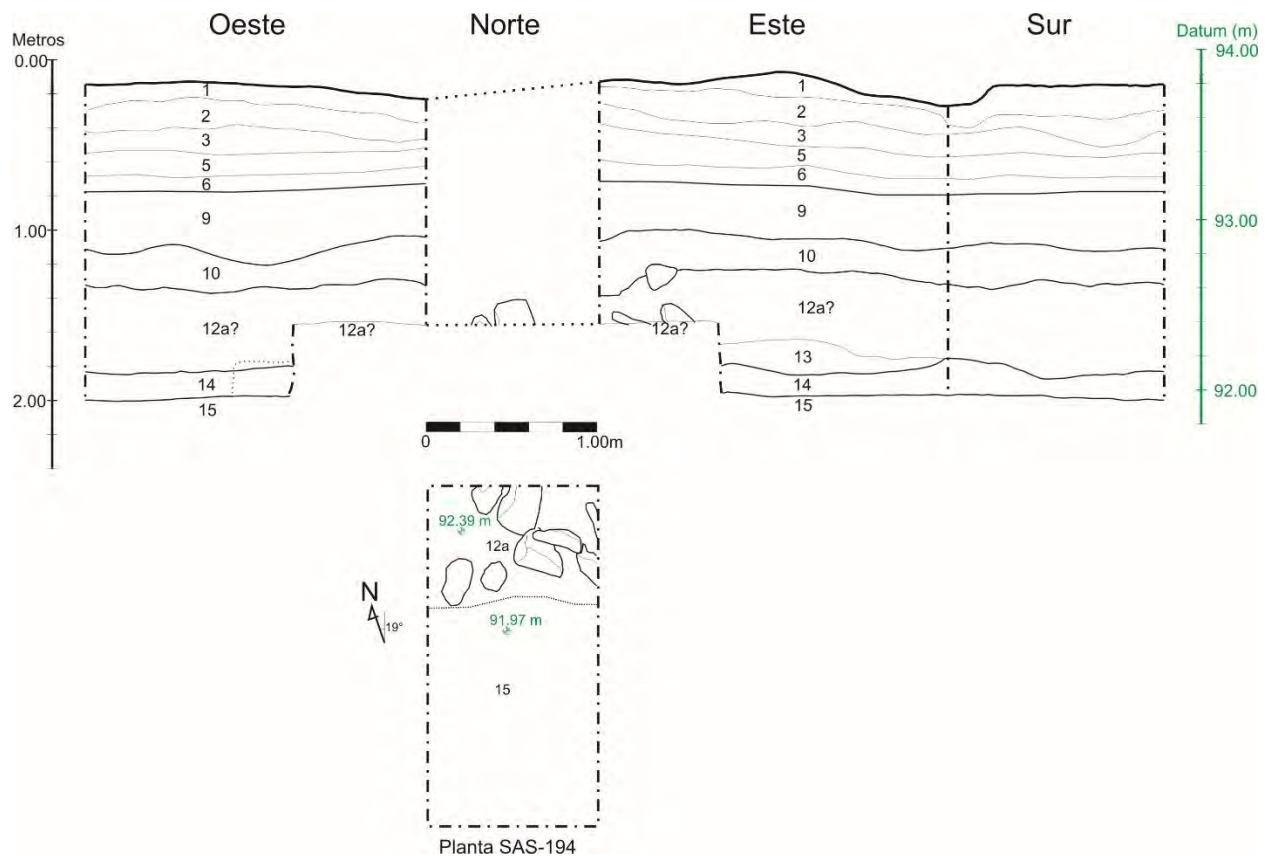 Oeste Norte Este Sur
Metros Datum (m)
0.00 94.00
1 1
2 2
3 3
5 5
6 6
9 9
1.00 93.00
10 10
12a? 12a? 12a? 12a?
13
14 14
2.00 92.00
15 15
0 1.00m
92.39 m
12a
N
19°
91.97 m
15
Planta SAS-194